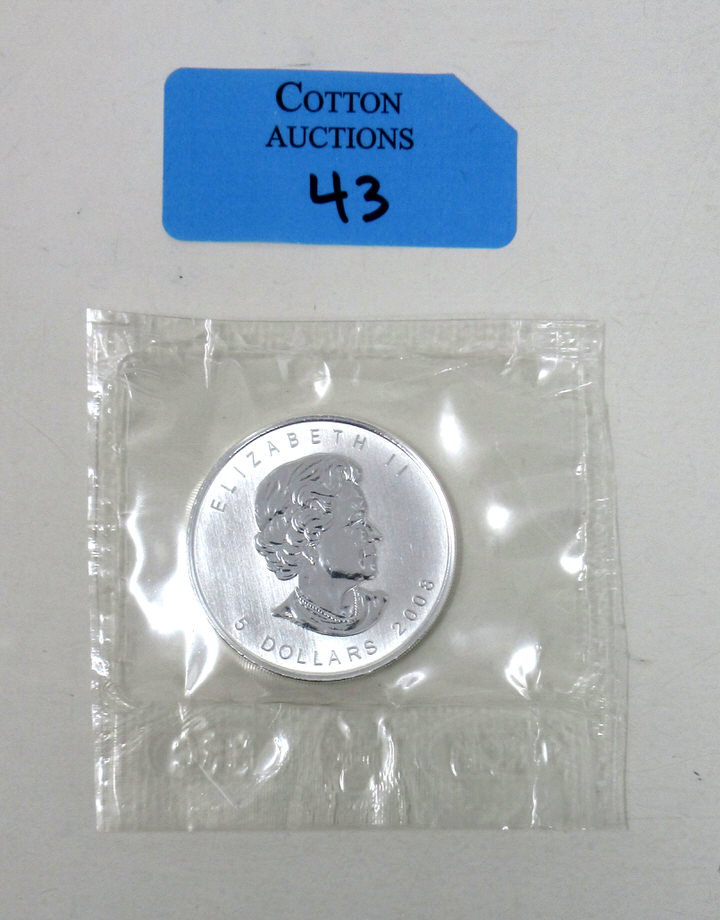 COTTON
AUCTIONS
43
ELIZABETH II
5 DOLLARS 2008